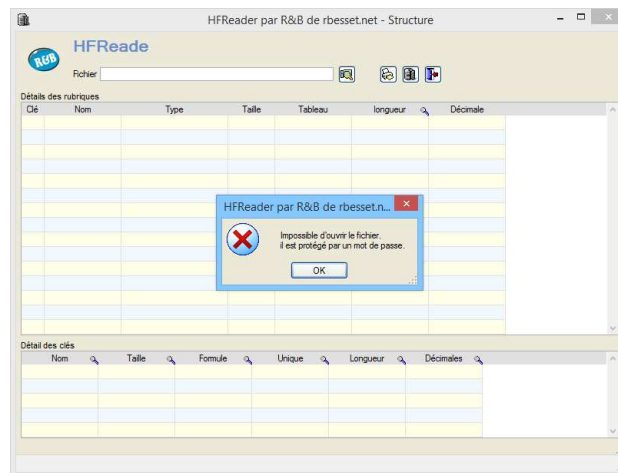 HFReader par R&B de rbesset.net - Structure
R&B
HFReade
Fichier
Détails des rubriques
Clé Nom Type Taille Tableau longueur Décimale
HFReader par R&B de rbesset.n...
Impossible d'ouvrir le fichier.
il est protégé par un mot de passe.
OK
Détail des clés
Nom Taille Formule Unique Longueur Décimales